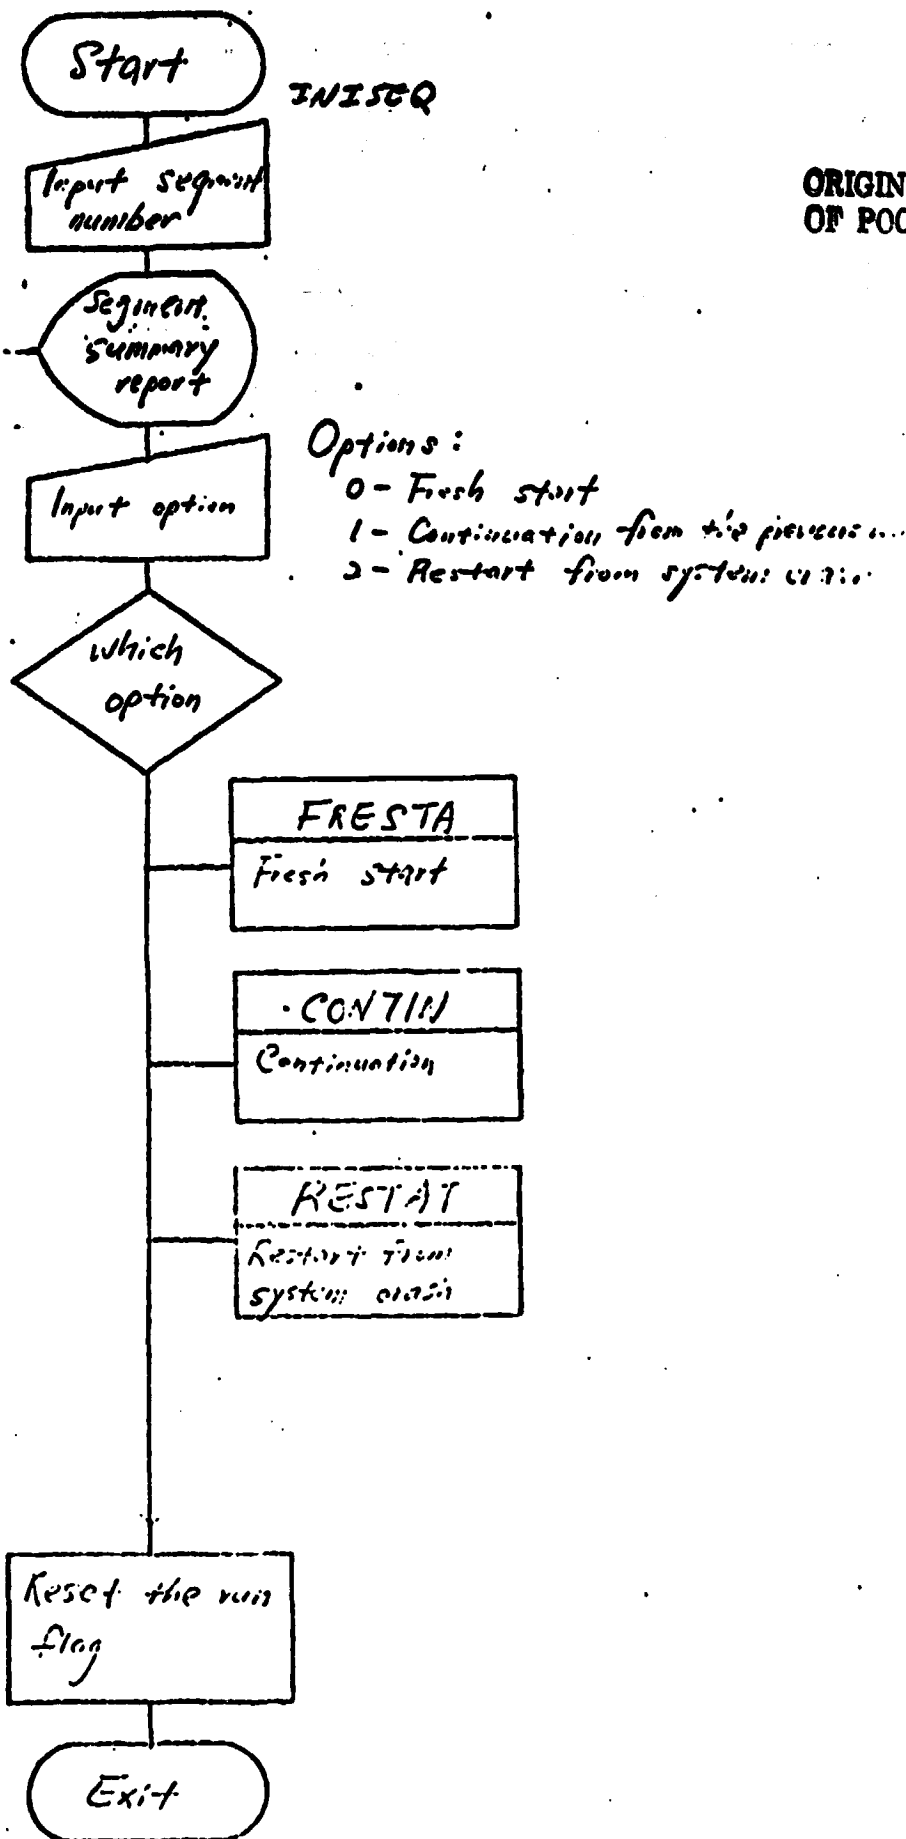 Start
INISEQ
Input segment
number
ORIGIN
OF POO
Segment
summary
report
Input option
Options:
0 - Fresh start
1 - Continuation from the previous
2 - Restart from system
which
option
FRESTA
Fresh start
CONTIN
Continuation
RESTAT
Restart from
system crash
Reset the run
flag
Exit